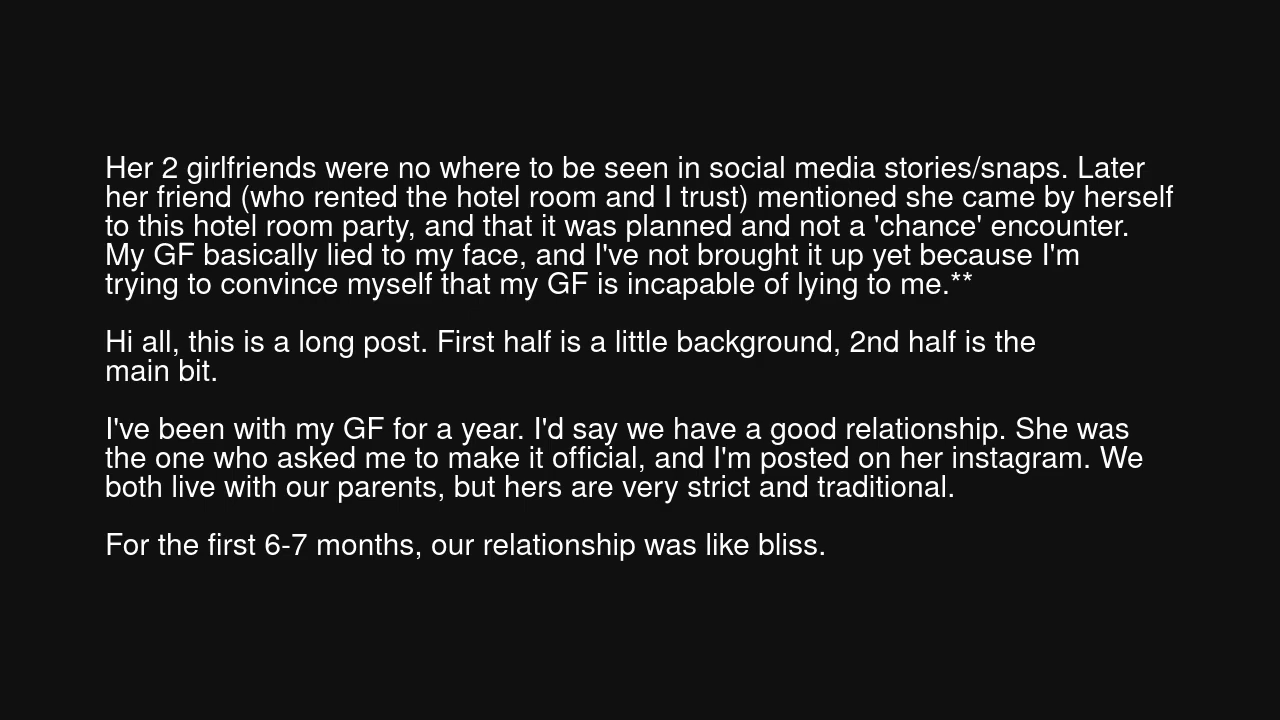 Her 2 girlfriends were no where to be seen in social media stories/snaps. Later
her friend (who rented the hotel room and I trust) mentioned she came by herself
to this hotel room party, and that it was planned and not a 'chance' encounter.
My GF basically lied to my face, and I've not brought it up yet because I'm
trying to convince myself that my GF is incapable of lying to me.**
Hi all, this is a long post. First half is a little background, 2nd half is the
main bit.
I've been with my GF for a year. I'd say we have a good relationship. She was
the one who asked me to make it official, and I'm posted on her instagram. We
both live with our parents, but hers are very strict and traditional.
For the first 6-7 months, our relationship was like bliss.